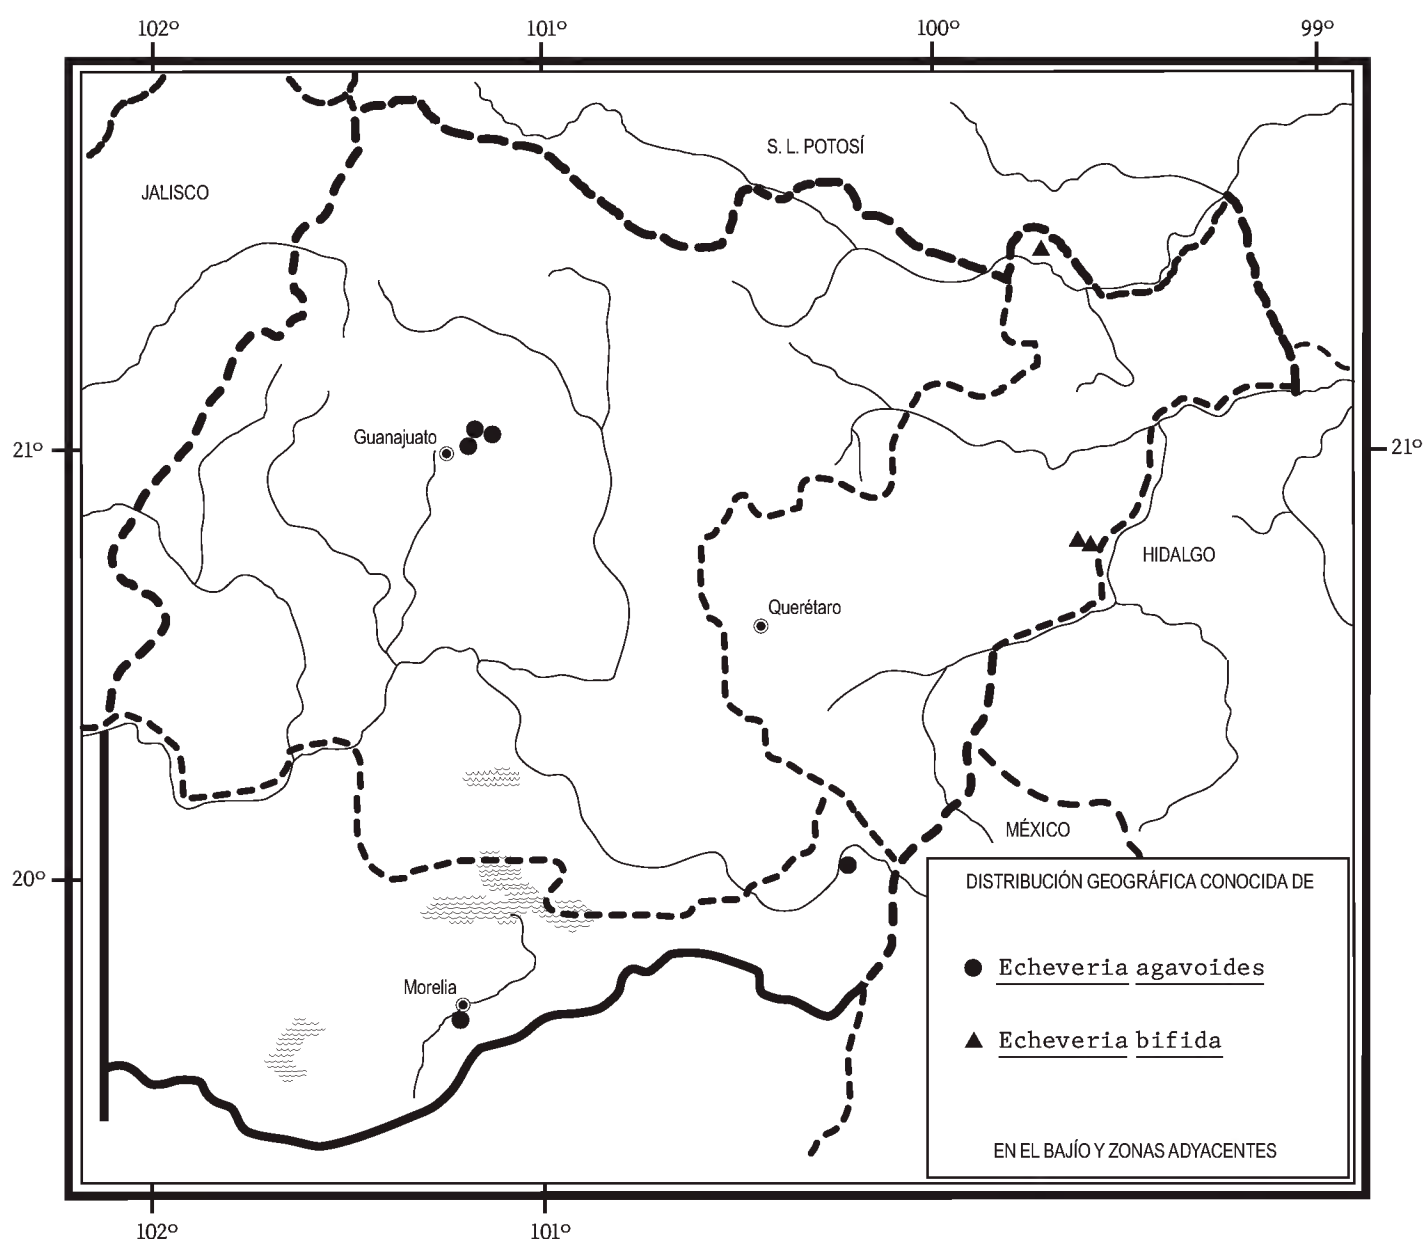 102° 101° 100° 99°
S. L. POTOSÍ
JALISCO
Guanajuato
21° 21°
HIDALGO
Querétaro
MÉXICO
20°
DISTRIBUCIÓN GEOGRÁFICA CONOCIDA DE
Echeveria agavoides
Morelia
Echeveria bifida
EN EL BAJÍO Y ZONAS ADYACENTES
102° 101°